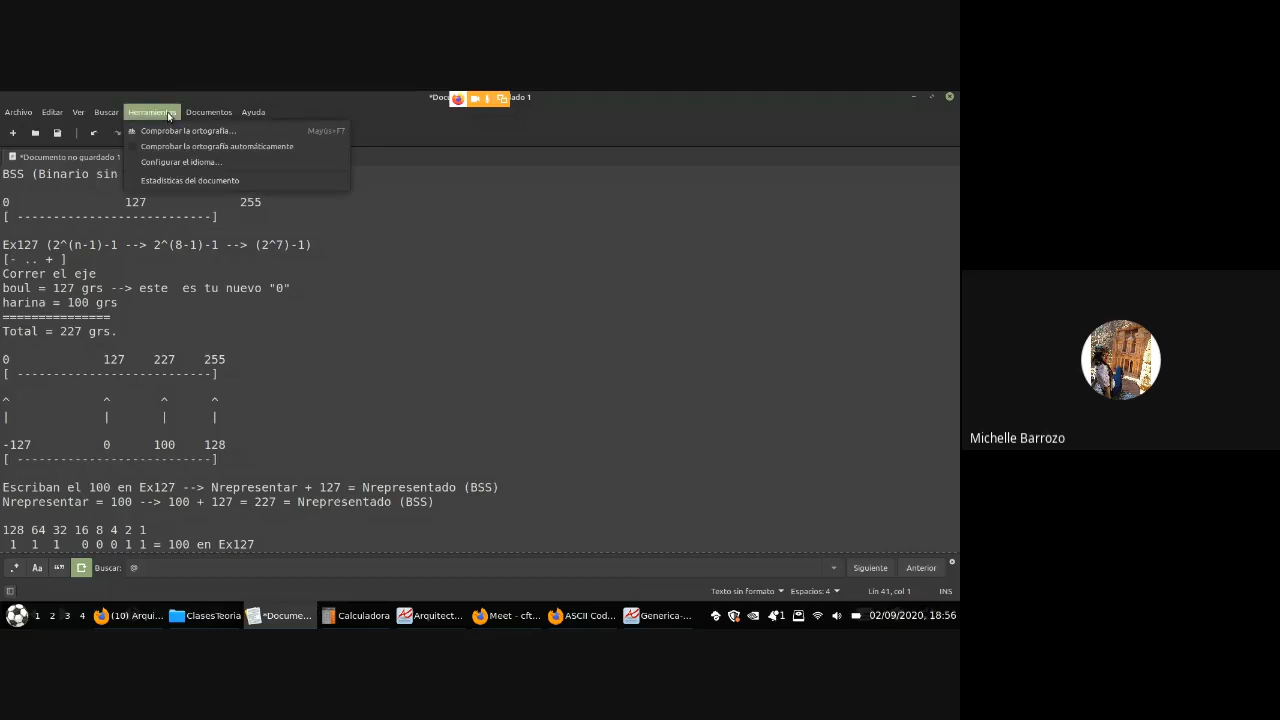 *Doc
ado 1
Archivo Editar Ver Buscar Herramientas Documentos Ayuda
Comprobar la ortografía... Mayús+F7
Comprobar la ortografía automáticamente
Configurar el idioma...
Estadísticas del documento
*Documento no guardado 1
BSS (Binario sin
0 127 255
[ --------------------------]
Ex127 (2^(n-1)-1 --> 2^(8-1)-1 --> (2^7)-1)
[- .. + ]
Correr el eje
boul = 127 grs --> este es tu nuevo "0"
harina = 100 grs
===============
Total = 227 grs.
0 127 227 255
[ --------------------------]
^ ^ ^ ^
| | | |
-127 0 100 128
[ --------------------------]
Escriban el 100 en Ex127 --> Nrepresentar + 127 = Nrepresentado (BSS)
Nrepresentar = 100 --> 100 + 127 = 227 = Nrepresentado (BSS)
128 64 32 16 8 4 2 1
1 1 1 0 0 0 1 1 = 100 en Ex127
.* Aa “” Buscar: @ Siguiente Anterior
Texto sin formato Espacios: 4 Lín 41, col 1 INS
1 2 3 4 (10) Arqui... ClasesTeoria *Docume... Calculadora Arquitect... Meet - cft... ASCII Cod... Generica-... 1 02/09/2020, 18:56
Michelle Barrozo